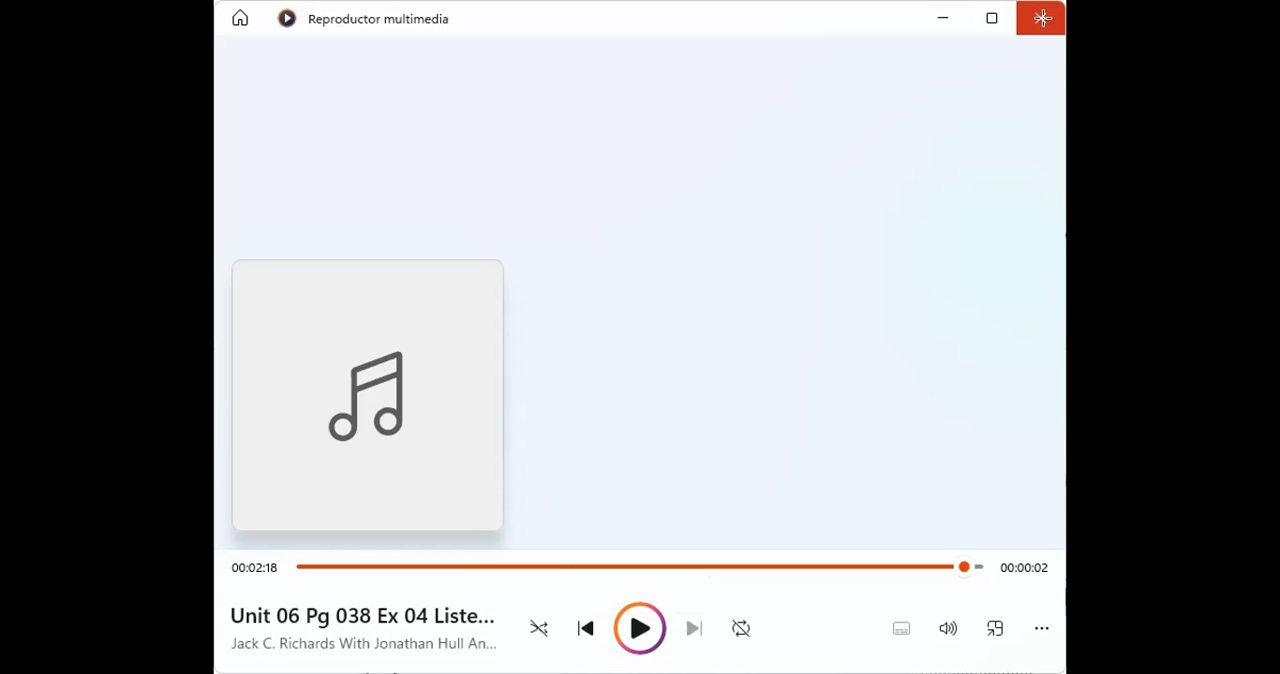 Reproductor multimedia
00:02:18
00:00:02
Unit 06 Pg 038 Ex 04 Liste...
Jack C. Richards With Jonathan Hull An...